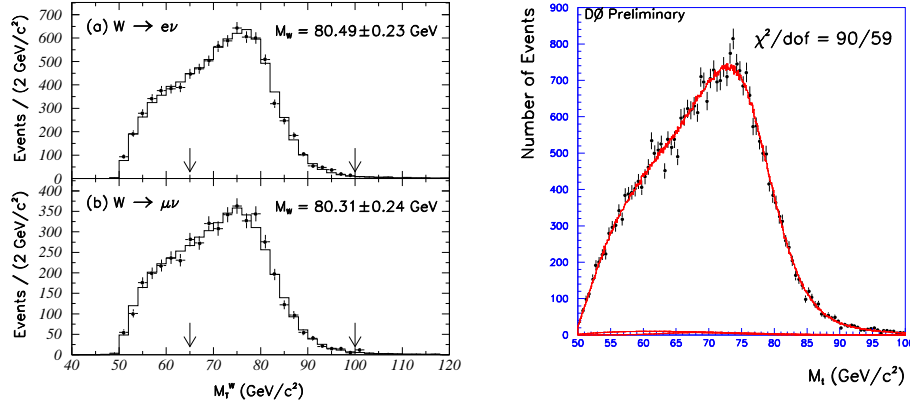 (a) W → eν
M_W = 80.49±0.23 GeV
Events / (2 GeV/c²)
700
600
500
400
300
200
100
0
(b) W → μν
M_W = 80.31±0.24 GeV
Events / (2 GeV/c²)
400
350
300
250
200
150
100
50
0
40 50 60 70 80 90 100 110 120
M_T^W (GeV/c²)
DØ Preliminary
χ²/dof = 90/59
Number of Events
900
800
700
600
500
400
300
200
100
0
50 55 60 65 70 75 80 85 90 95 100
M_t (GeV/c²)